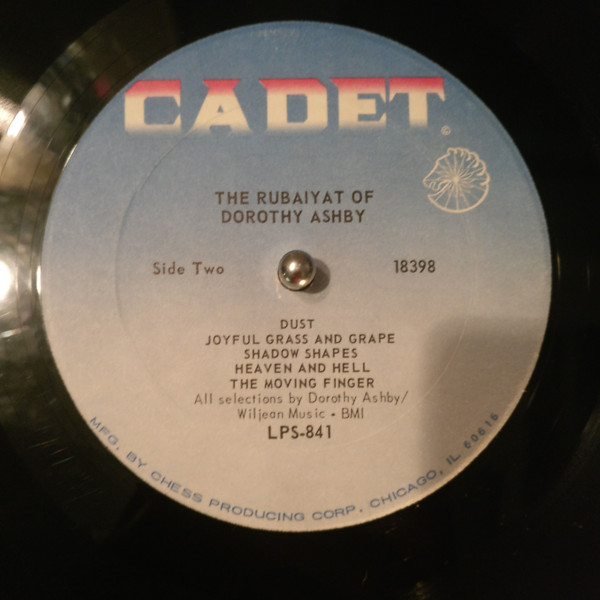 CADET
©
THE RUBAIYAT OF
DOROTHY ASHBY
Side Two
18398
DUST
JOYFUL GRASS AND GRAPE
SHADOW SHAPES
HEAVEN AND HELL
THE MOVING FINGER
All selections by Dorothy Ashby/
Wiljean Music - BMI
LPS-841
MFG. BY CHESS PRODUCING CORP. CHICAGO, IL 60616